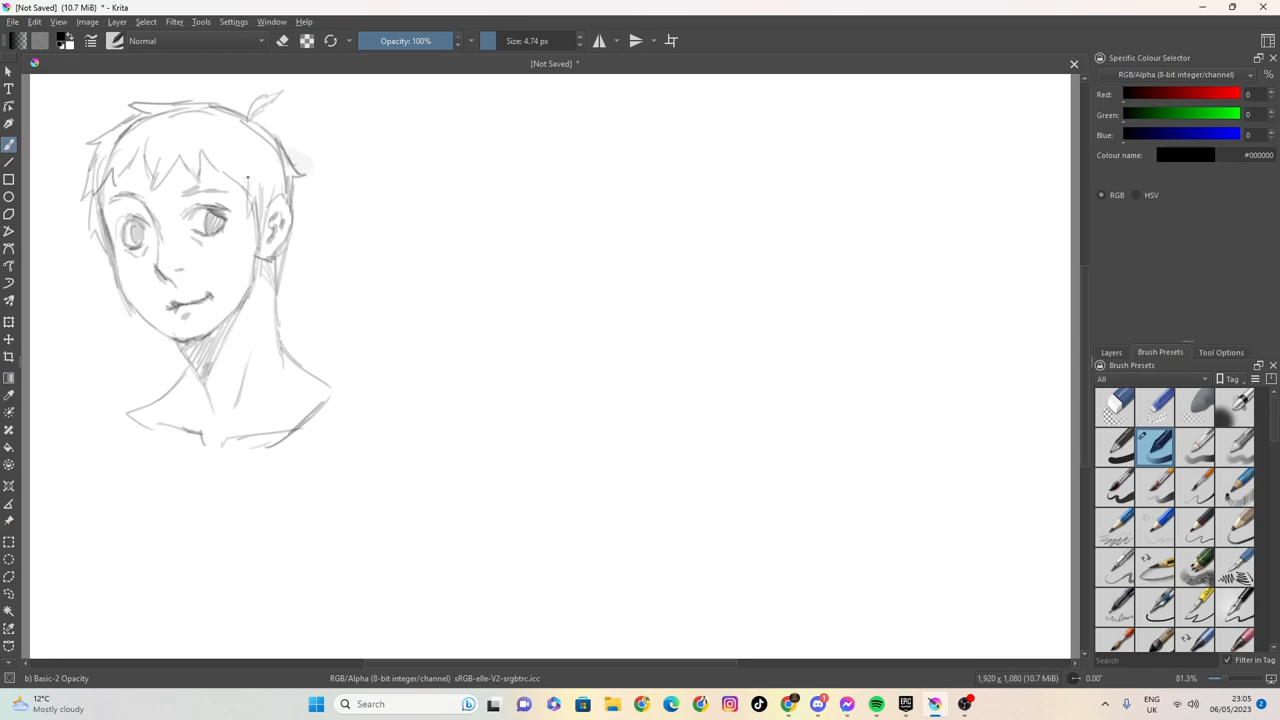 [Not Saved] (10.7 MiB) * - Krita
File Edit View Image Layer Select Filter Tools Settings Window Help
Normal Opacity: 100% Size: 4.74 px
[Not Saved] *
Specific Colour Selector
RGB/Alpha (8-bit integer/channel) %
Red: 0
Green: 0
Blue: 0
Colour name: #000000
RGB HSV
Layers Brush Presets Tool Options
Brush Presets
All Tag
Search Filter in Tag
b) Basic-2 Opacity RGB/Alpha (8-bit integer/channel) sRGB-elle-V2-srgbtrc.icc 1,920 x 1,080 (10.7 MiB) 0.00° 81.3%
12°C
Mostly cloudy
Search
ENG
UK
23:05
06/05/2023